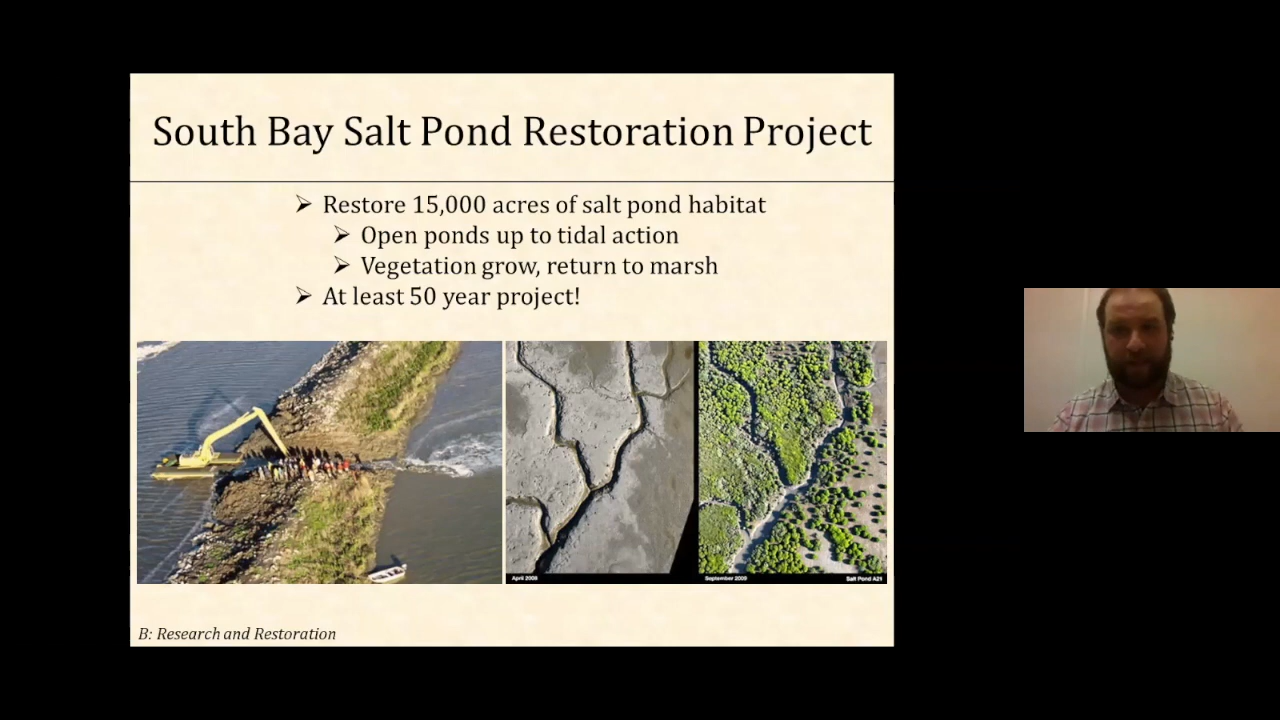 South Bay Salt Pond Restoration Project
Restore 15,000 acres of salt pond habitat
Open ponds up to tidal action
Vegetation grow, return to marsh
At least 50 year project!
September 2009
Salt Pond A21
B: Research and Restoration